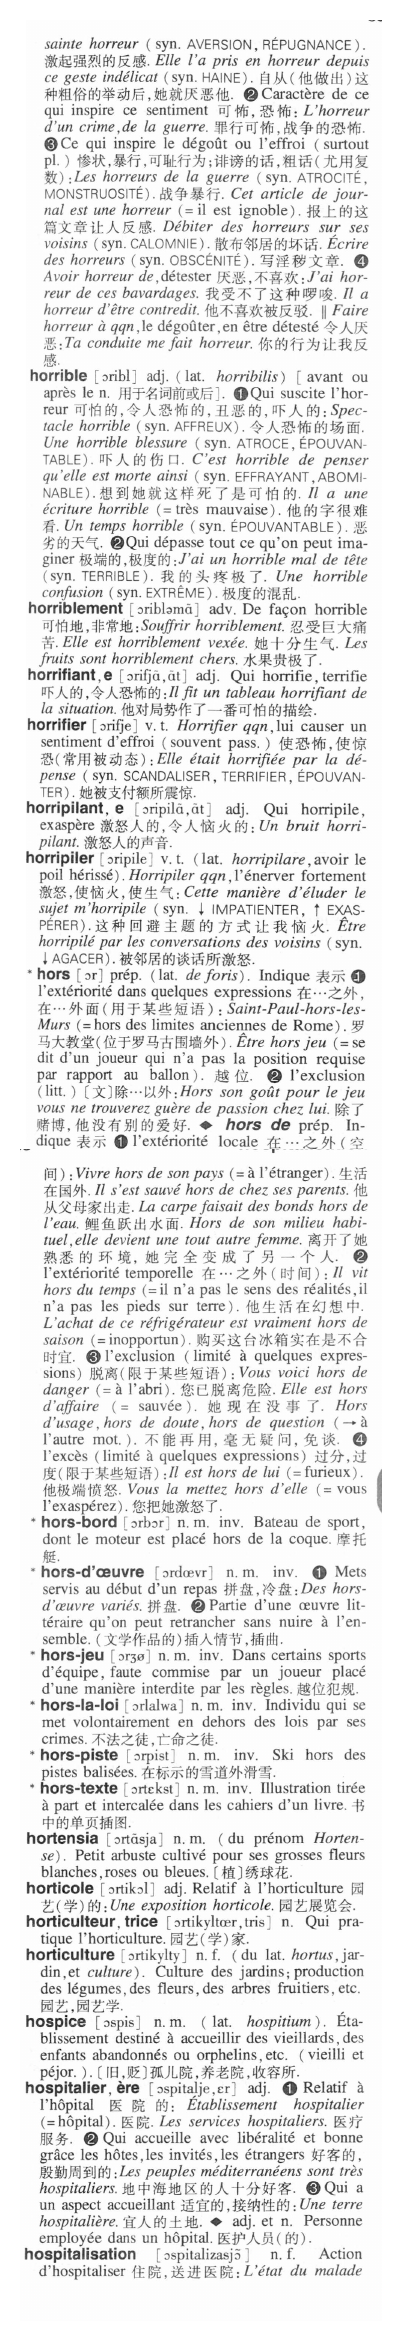 sainte horreur ( syn. AVERSION, RÉPUGNANCE ).
激起强烈的反感. Elle l'a pris en horreur depuis
ce geste indélicat ( syn. HAINE ). 自从(他做出)这
种粗俗的举动后,她就厌恶他. ❷ Caractère de ce
qui inspire ce sentiment 可怖, 恐怖: L'horreur
d'un crime, de la guerre. 罪行可怖,战争的恐怖.
❸ Ce qui inspire le dégoût ou l'effroi ( surtout
pl. ) 惨状,暴行,可耻行为;诽谤的话,粗话(尤用复
数): Les horreurs de la guerre ( syn. ATROCITÉ,
MONSTRUOSITÉ ). 战争暴行. Cet article de jour-
nal est une horreur (= il est ignoble ). 报上的这
篇文章让人反感. Débiter des horreurs sur ses
voisins ( syn. CALOMNIE ). 散布邻居的坏话. Écrire
des horreurs ( syn. OBSCÉNITÉ ). 写淫秽文章. ❹
Avoir horreur de, détester 厌恶,不喜欢: J'ai hor-
reur de ces bavardages. 我受不了这种啰唆. Il a
horreur d'être contredit. 他不喜欢被反驳. ‖ Faire
horreur à qqn, le dégoûter, en être détesté 令人厌
恶: Ta conduite me fait horreur. 你的行为让我反
感.
horrible [ɔribl] adj. ( lat. horribilis ) [ avant ou
après le n. 用于名词前或后]. ❶ Qui suscite l'hor-
reur 可怕的,令人恐怖的,丑恶的,吓人的: Spec-
tacle horrible ( syn. AFFREUX ). 令人恐怖的场面.
Une horrible blessure ( syn. ATROCE, ÉPOUVAN-
TABLE ). 吓人的伤口. C'est horrible de penser
qu'elle est morte ainsi ( syn. EFFRAYANT, ABOMI-
NABLE ). 想到她就这样死了是可怕的. Il a une
écriture horrible (= très mauvaise ). 他的字很难
看. Un temps horrible ( syn. ÉPOUVANTABLE ). 恶
劣的天气. ❷ Qui dépasse tout ce qu'on peut ima-
giner 极端的,极度的: J'ai un horrible mal de tête
( syn. TERRIBLE ). 我的头疼极了. Une horrible
confusion ( syn. EXTRÊME ). 极度的混乱.
horriblement [ɔribləmɑ̃] adv. De façon horrible
可怕地,非常地: Souffrir horriblement. 忍受巨大痛
苦. Elle est horriblement vexée. 她十分生气. Les
fruits sont horriblement chers. 水果贵极了.
horrifiant, e [ɔrifjɑ̃, ɑ̃t] adj. Qui horrifie, terrifie
吓人的,令人恐怖的: Il fit un tableau horrifiant de
la situation. 他对局势作了一番可怕的描绘.
horrifier [ɔrifje] v. t. Horrifier qqn, lui causer un
sentiment d'effroi ( souvent pass. ) 使恐怖,使惊
恐(常用被动态): Elle était horrifiée par la dé-
pense ( syn. SCANDALISER, TERRIFIER, ÉPOUVAN-
TER ). 她被支付额所震惊.
horripilant, e [ɔripilɑ̃, ɑ̃t] adj. Qui horripile,
exaspère 激怒人的,令人恼火的: Un bruit horri-
pilant. 激怒人的声音.
horripiler [ɔripile] v. t. ( lat. horripilare, avoir le
poil hérissé ). Horripiler qqn, l'énerver fortement
激怒,使恼火,使生气: Cette manière d'éluder le
sujet m'horripile ( syn. ↓ IMPATIENTER, ↑ EXAS-
PÉRER ). 这种回避主题的方式让我恼火. Être
horripilé par les conversations des voisins ( syn.
↓ AGACER ). 被邻居的谈话所激怒.
* hors [ɔr] prép. ( lat. de foris ). Indique 表示 ❶
l'extériorité dans quelques expressions 在…之外,
在…外面(用于某些短语): Saint-Paul-hors-les-
Murs (= hors des limites anciennes de Rome ). 罗
马大教堂(位于罗马古围墙外). Être hors jeu (= se
dit d'un joueur qui n'a pas la position requise
par rapport au ballon ). 越位. ❷ l'exclusion
( litt. ) [文]除…以外: Hors son goût pour le jeu
vous ne trouverez guère de passion chez lui. 除了
赌博, 他没有别的爱好. ◆ hors de prép. In-
dique 表示 ❶ l'extériorité locale 在…之外(空
间): Vivre hors de son pays (= à l'étranger ). 生活
在国外. Il s'est sauvé hors de chez ses parents. 他
从父母家出走. La carpe faisait des bonds hors de
l'eau. 鲤鱼跃出水面. Hors de son milieu habi-
tuel, elle devient une tout autre femme. 离开了她
熟悉的环境, 她完全变成了另一个人. ❷
l'extériorité temporelle 在…之外(时间): Il vit
hors du temps (= il n'a pas le sens des réalités, il
n'a pas les pieds sur terre ). 他生活在幻想中.
L'achat de ce réfrigérateur est vraiment hors de
saison (= inopportun ). 购买这台冰箱实在是不合
时宜. ❸ l'exclusion ( limité à quelques expres-
sions) 脱离(限于某些短语): Vous voici hors de
danger (= à l'abri ). 您已脱离危险. Elle est hors
d'affaire (= sauvée ). 她现在没事了. Hors
d'usage, hors de doute, hors de question ( → à
l'autre mot. ). 不能再用, 毫无疑问, 免谈. ❹
l'excès ( limité à quelques expressions ) 过分,过
度(限于某些短语): Il est hors de lui (= furieux ).
他极端愤怒. Vous la mettez hors d'elle (= vous
l'exaspérez ). 您把她激怒了.
* hors-bord [ɔrbɔr] n. m. inv. Bateau de sport,
dont le moteur est placé hors de la coque. 摩托
艇.
* hors-d'œuvre [ɔrdœvr] n. m. inv. ❶ Mets
servis au début d'un repas 拼盘,冷盘: Des hors-
d'œuvre variés. 拼盘. ❷ Partie d'une œuvre lit-
téraire qu'on peut retrancher sans nuire à l'en-
semble. (文学作品的)插入情节,插曲.
* hors-jeu [ɔrʒø] n. m. inv. Dans certains sports
d'équipe, faute commise par un joueur placé
d'une manière interdite par les règles. 越位犯规.
* hors-la-loi [ɔrlalwa] n. m. inv. Individu qui se
met volontairement en dehors des lois par ses
crimes. 不法之徒,亡命之徒.
* hors-piste [ɔrpist] n. m. inv. Ski hors des
pistes balisées. 在标示的雪道外滑雪.
* hors-texte [ɔrtɛkst] n. m. inv. Illustration tirée
à part et intercalée dans les cahiers d'un livre. 书
中的单页插图.
hortensia [ɔrtɑ̃sja] n. m. ( du prénom Horten-
se ). Petit arbuste cultivé pour ses grosses fleurs
blanches, roses ou bleues. [植]绣球花.
horticole [ɔrtikɔl] adj. Relatif à l'horticulture 园
艺(学)的: Une exposition horticole. 园艺展览会.
horticulteur, trice [ɔrtikyltœr, tris] n. Qui pra-
tique l'horticulture. 园艺(学)家.
horticulture [ɔrtikyltyr] n. f. ( du lat. hortus, jar-
din, et culture ). Culture des jardins; production
des légumes, des fleurs, des arbres fruitiers, etc.
园艺,园艺学.
hospice [ɔspis] n. m. ( lat. hospitium ). Éta-
blissement destiné à accueillir des vieillards, des
enfants abandonnés ou orphelins, etc. ( vieilli et
péjor. ). [旧,贬]孤儿院,养老院,收容所.
hospitalier, ère [ɔspitalje, ɛr] adj. ❶ Relatif à
l'hôpital 医院的: Établissement hospitalier
(= hôpital ). 医院. Les services hospitaliers. 医疗
服务. ❷ Qui accueille avec libéralité et bonne
grâce les hôtes, les invités, les étrangers 好客的,
殷勤周到的: Les peuples méditerranéens sont très
hospitaliers. 地中海地区的人十分好客. ❸ Qui a
un aspect accueillant 适宜的,接纳性的: Une terre
hospitalière. 宜人的土地. ◆ adj. et n. Personne
employée dans un hôpital. 医护人员(的).
hospitalisation [ɔspitalizasjɔ̃] n. f. Action
d'hospitaliser 住院, 送进医院: L'état du malade